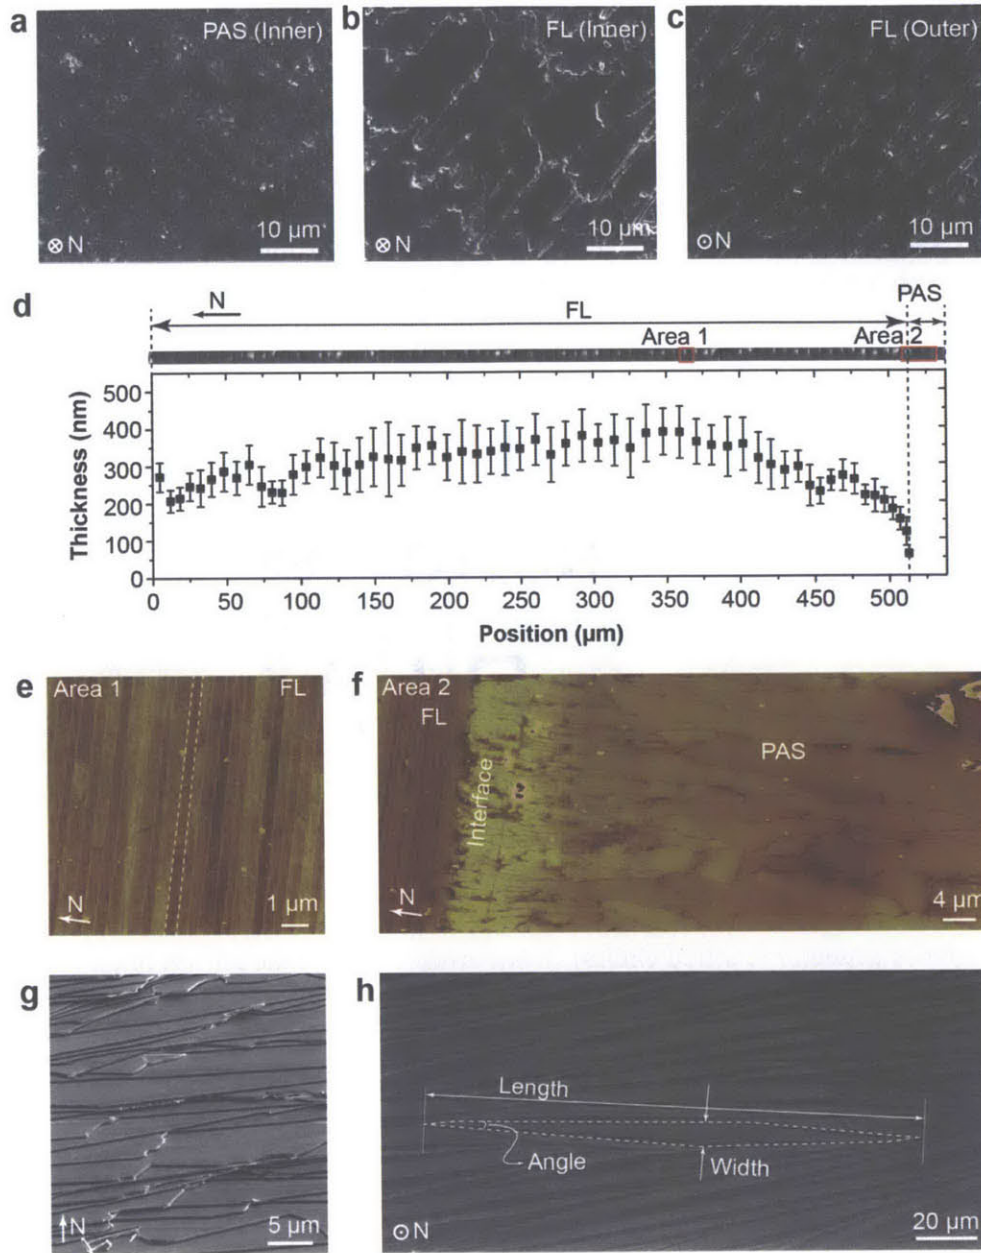 a
PAS (Inner)
10 µm
⊗N
b
FL (Inner)
10 µm
⊗N
c
FL (Outer)
10 µm
⊙N
d
N
FL
PAS
Area 1
Area 2
Thickness (nm)
500
400
300
200
100
0
0 50 100 150 200 250 300 350 400 450 500
Position (µm)
e
Area 1
FL
N
1 µm
f
Area 2
FL
Interface
PAS
N
4 µm
g
N
5 µm
h
Length
Angle
Width
⊙N
20 µm